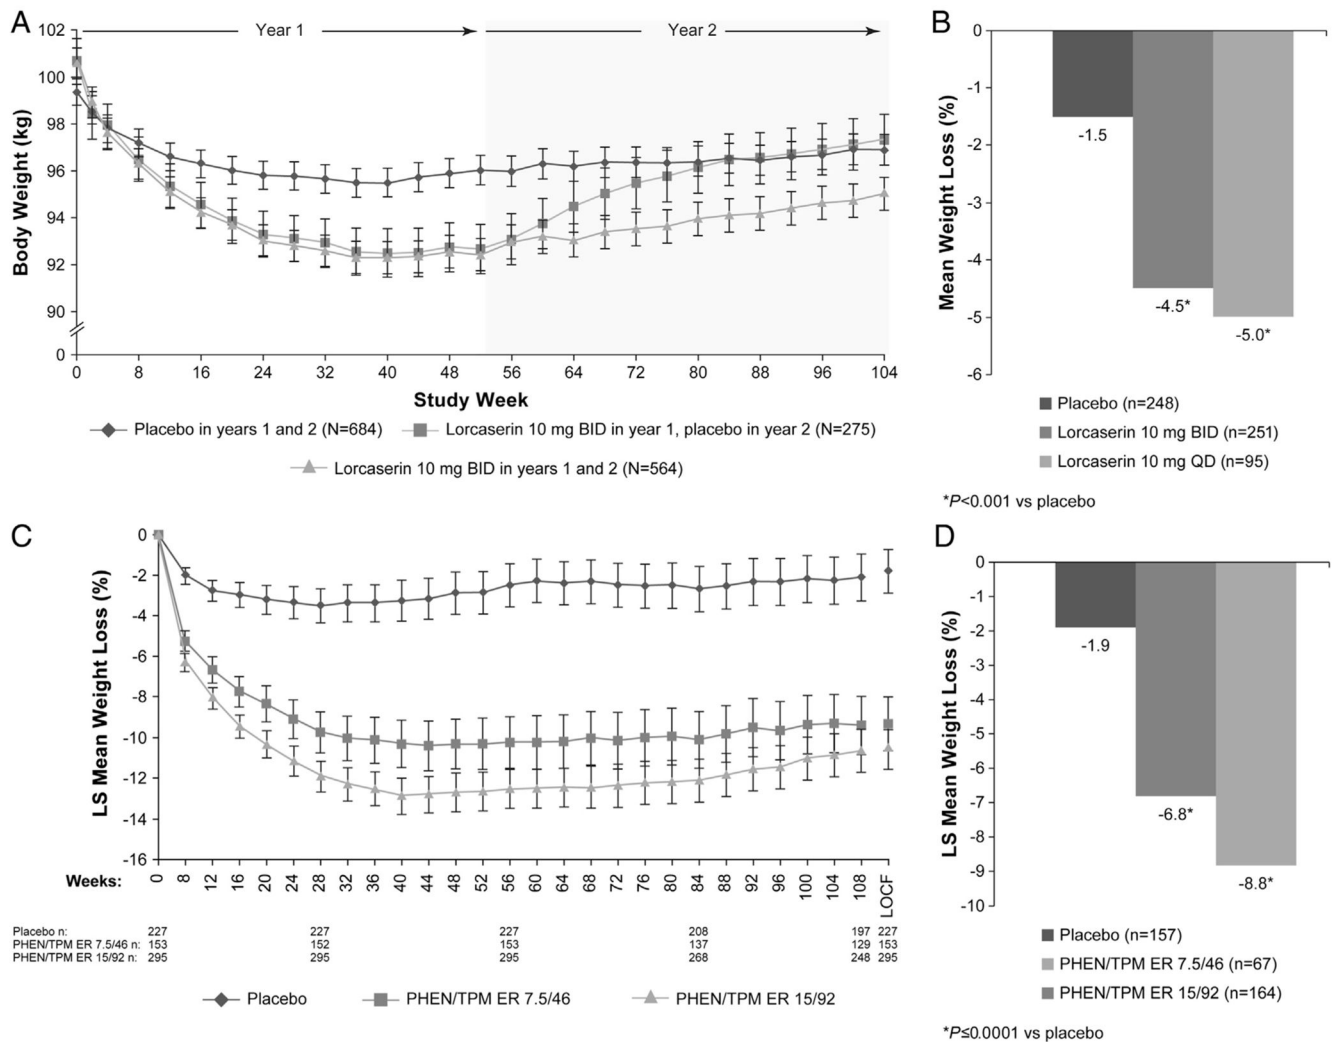 A
Year 1
Year 2
102
100
98
96
94
92
90
0
Body Weight (kg)
0 8 16 24 32 40 48 56 64 72 80 88 96 104
Study Week
Placebo in years 1 and 2 (N=684)
Lorcaserin 10 mg BID in year 1, placebo in year 2 (N=275)
Lorcaserin 10 mg BID in years 1 and 2 (N=564)
B
0
-1
-2
-3
-4
-5
-6
Mean Weight Loss (%)
-1.5
-4.5*
-5.0*
Placebo (n=248)
Lorcaserin 10 mg BID (n=251)
Lorcaserin 10 mg QD (n=95)
*P<0.001 vs placebo
C
0
-2
-4
-6
-8
-10
-12
-14
-16
LS Mean Weight Loss (%)
Weeks: 0 8 12 16 20 24 28 32 36 40 44 48 52 56 60 64 68 72 76 80 84 88 92 96 100 104 108 LOCF
Placebo n: 227 227 227 208 197 227
PHEN/TPM ER 7.5/46 n: 153 152 153 137 129 153
PHEN/TPM ER 15/92 n: 295 295 295 268 248 295
Placebo
PHEN/TPM ER 7.5/46
PHEN/TPM ER 15/92
D
0
-1
-2
-3
-4
-5
-6
-7
-8
-9
-10
LS Mean Weight Loss (%)
-1.9
-6.8*
-8.8*
Placebo (n=157)
PHEN/TPM ER 7.5/46 (n=67)
PHEN/TPM ER 15/92 (n=164)
*P≤0.0001 vs placebo